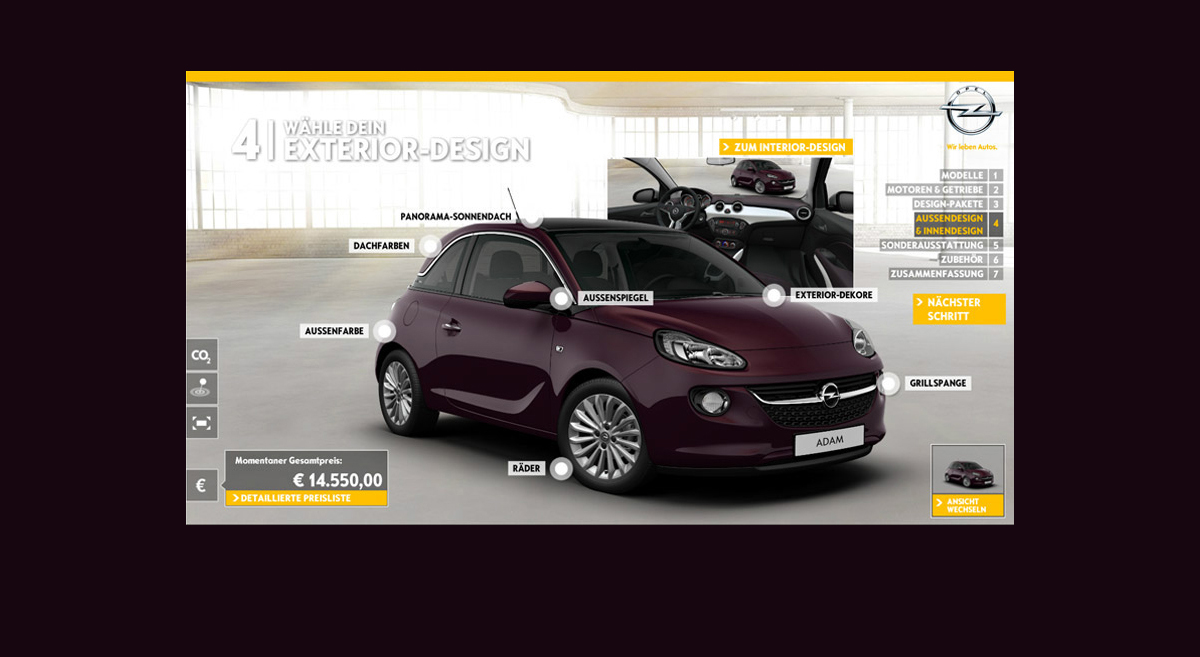 OPEL
Wir leben Autos.
4
WÄHLE DEIN
EXTERIOR-DESIGN
ZUM INTERIOR-DESIGN
MODELLE 1
MOTOREN & GETRIEBE 2
DESIGN-PAKETE 3
AUSSENDESIGN
& INNENDESIGN 4
SONDERAUSSTATTUNG 5
ZUBEHÖR 6
ZUSAMMENFASSUNG 7
NÄCHSTER
SCHRITT
PANORAMA-SONNENDACH
DACHFARBEN
AUSSENSPIEGEL
EXTERIOR-DEKORE
AUSSENFARBE
GRILLSPANGE
ADAM
RÄDER
CO2
Momentaner Gesamtpreis:
€ 14.550,00
€
DETAILLIERTE PREISLISTE
ANSICHT
WECHSELN